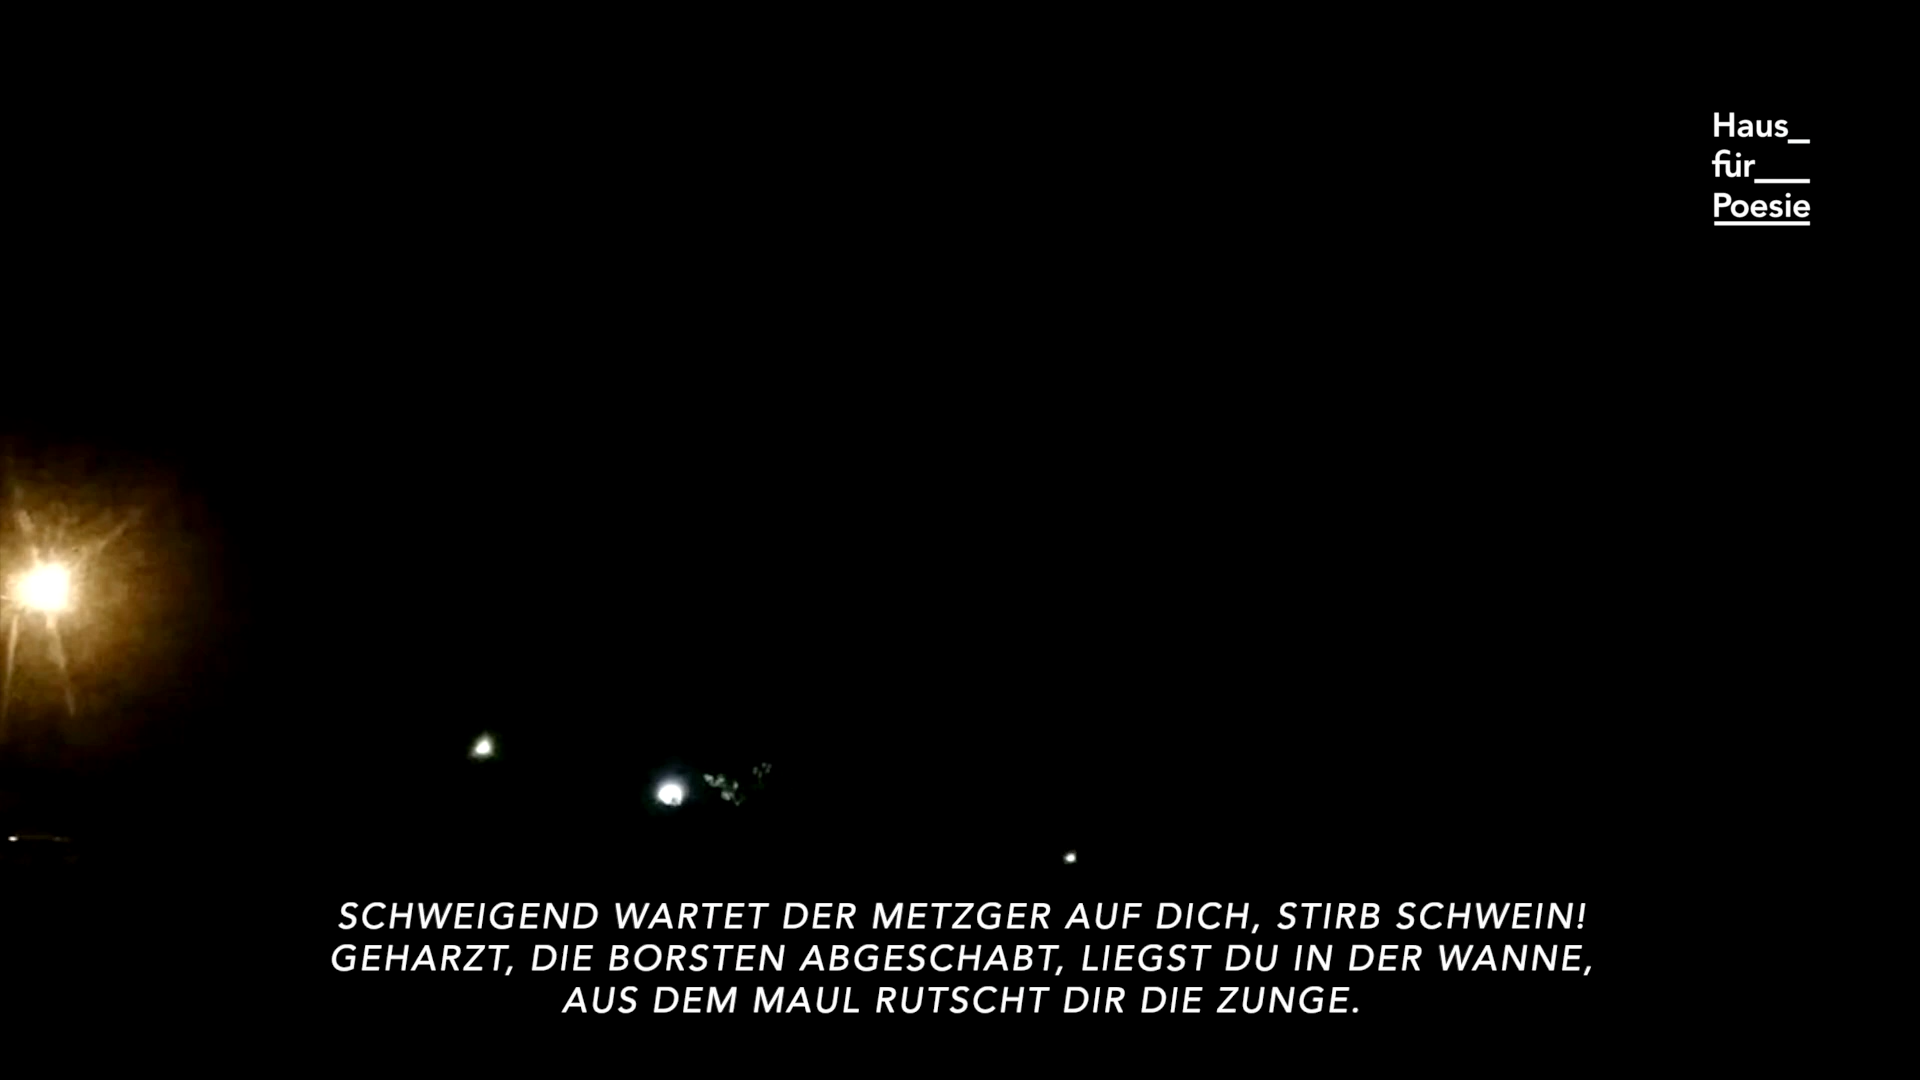 Haus_
für___
Poesie
SCHWEIGEND WARTET DER METZGER AUF DICH, STIRB SCHWEIN!
GEHARZT, DIE BORSTEN ABGESCHABT, LIEGST DU IN DER WANNE,
AUS DEM MAUL RUTSCHT DIR DIE ZUNGE.